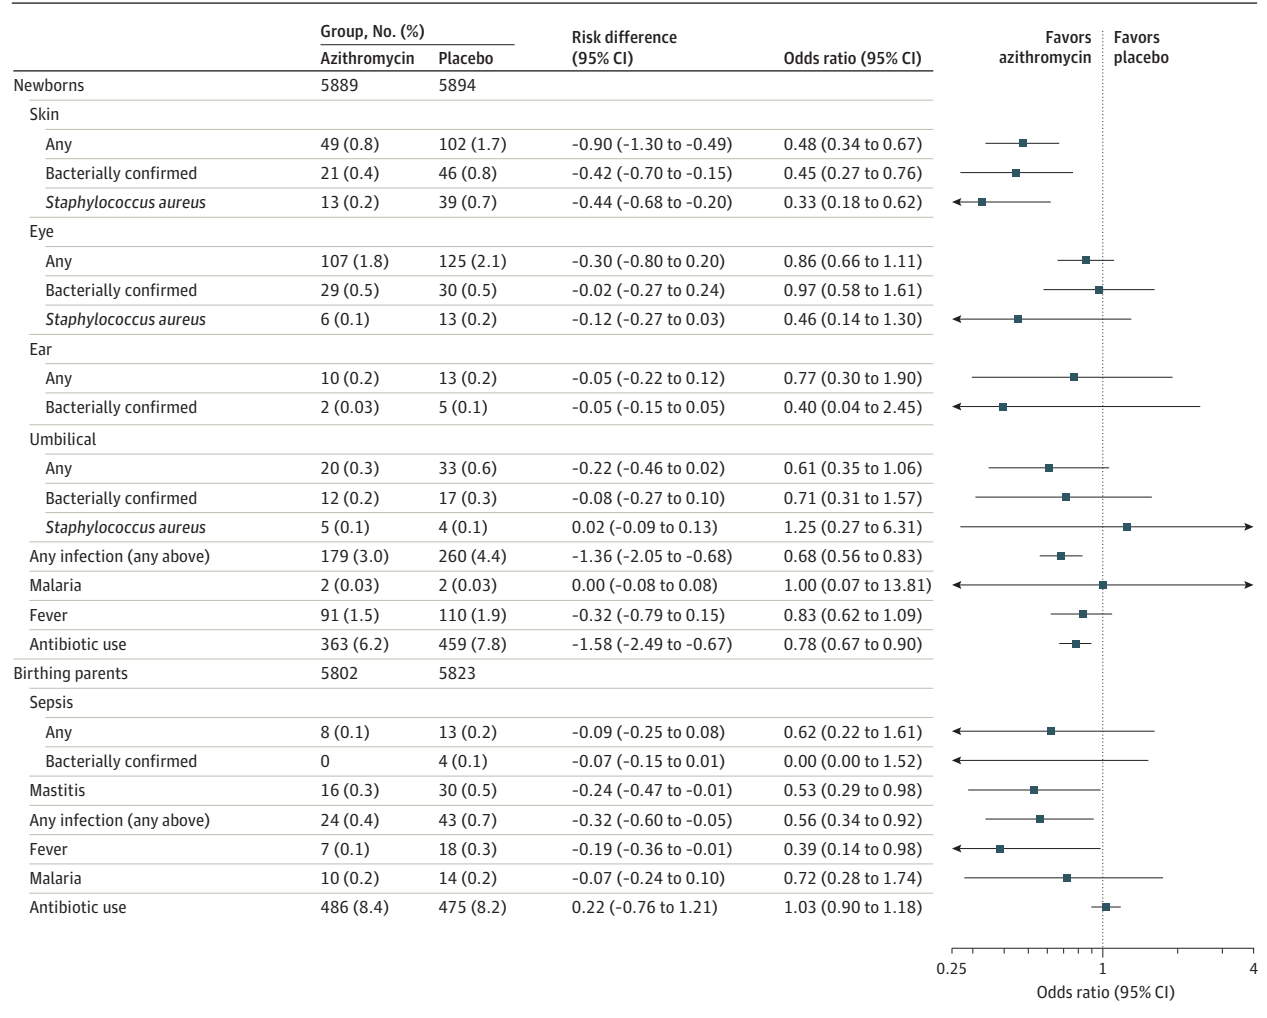 Group, No. (%)
Azithromycin Placebo Risk difference (95% CI) Odds ratio (95% CI) Favors azithromycin Favors placebo
Newborns 5889 5894
Skin
Any 49 (0.8) 102 (1.7) -0.90 (-1.30 to -0.49) 0.48 (0.34 to 0.67)
Bacterially confirmed 21 (0.4) 46 (0.8) -0.42 (-0.70 to -0.15) 0.45 (0.27 to 0.76)
Staphylococcus aureus 13 (0.2) 39 (0.7) -0.44 (-0.68 to -0.20) 0.33 (0.18 to 0.62)
Eye
Any 107 (1.8) 125 (2.1) -0.30 (-0.80 to 0.20) 0.86 (0.66 to 1.11)
Bacterially confirmed 29 (0.5) 30 (0.5) -0.02 (-0.27 to 0.24) 0.97 (0.58 to 1.61)
Staphylococcus aureus 6 (0.1) 13 (0.2) -0.12 (-0.27 to 0.03) 0.46 (0.14 to 1.30)
Ear
Any 10 (0.2) 13 (0.2) -0.05 (-0.22 to 0.12) 0.77 (0.30 to 1.90)
Bacterially confirmed 2 (0.03) 5 (0.1) -0.05 (-0.15 to 0.05) 0.40 (0.04 to 2.45)
Umbilical
Any 20 (0.3) 33 (0.6) -0.22 (-0.46 to 0.02) 0.61 (0.35 to 1.06)
Bacterially confirmed 12 (0.2) 17 (0.3) -0.08 (-0.27 to 0.10) 0.71 (0.31 to 1.57)
Staphylococcus aureus 5 (0.1) 4 (0.1) 0.02 (-0.09 to 0.13) 1.25 (0.27 to 6.31)
Any infection (any above) 179 (3.0) 260 (4.4) -1.36 (-2.05 to -0.68) 0.68 (0.56 to 0.83)
Malaria 2 (0.03) 2 (0.03) 0.00 (-0.08 to 0.08) 1.00 (0.07 to 13.81)
Fever 91 (1.5) 110 (1.9) -0.32 (-0.79 to 0.15) 0.83 (0.62 to 1.09)
Antibiotic use 363 (6.2) 459 (7.8) -1.58 (-2.49 to -0.67) 0.78 (0.67 to 0.90)
Birthing parents 5802 5823
Sepsis
Any 8 (0.1) 13 (0.2) -0.09 (-0.25 to 0.08) 0.62 (0.22 to 1.61)
Bacterially confirmed 0 4 (0.1) -0.07 (-0.15 to 0.01) 0.00 (0.00 to 1.52)
Mastitis 16 (0.3) 30 (0.5) -0.24 (-0.47 to -0.01) 0.53 (0.29 to 0.98)
Any infection (any above) 24 (0.4) 43 (0.7) -0.32 (-0.60 to -0.05) 0.56 (0.34 to 0.92)
Fever 7 (0.1) 18 (0.3) -0.19 (-0.36 to -0.01) 0.39 (0.14 to 0.98)
Malaria 10 (0.2) 14 (0.2) -0.07 (-0.24 to 0.10) 0.72 (0.28 to 1.74)
Antibiotic use 486 (8.4) 475 (8.2) 0.22 (-0.76 to 1.21) 1.03 (0.90 to 1.18)
0.25 1 4
Odds ratio (95% CI)